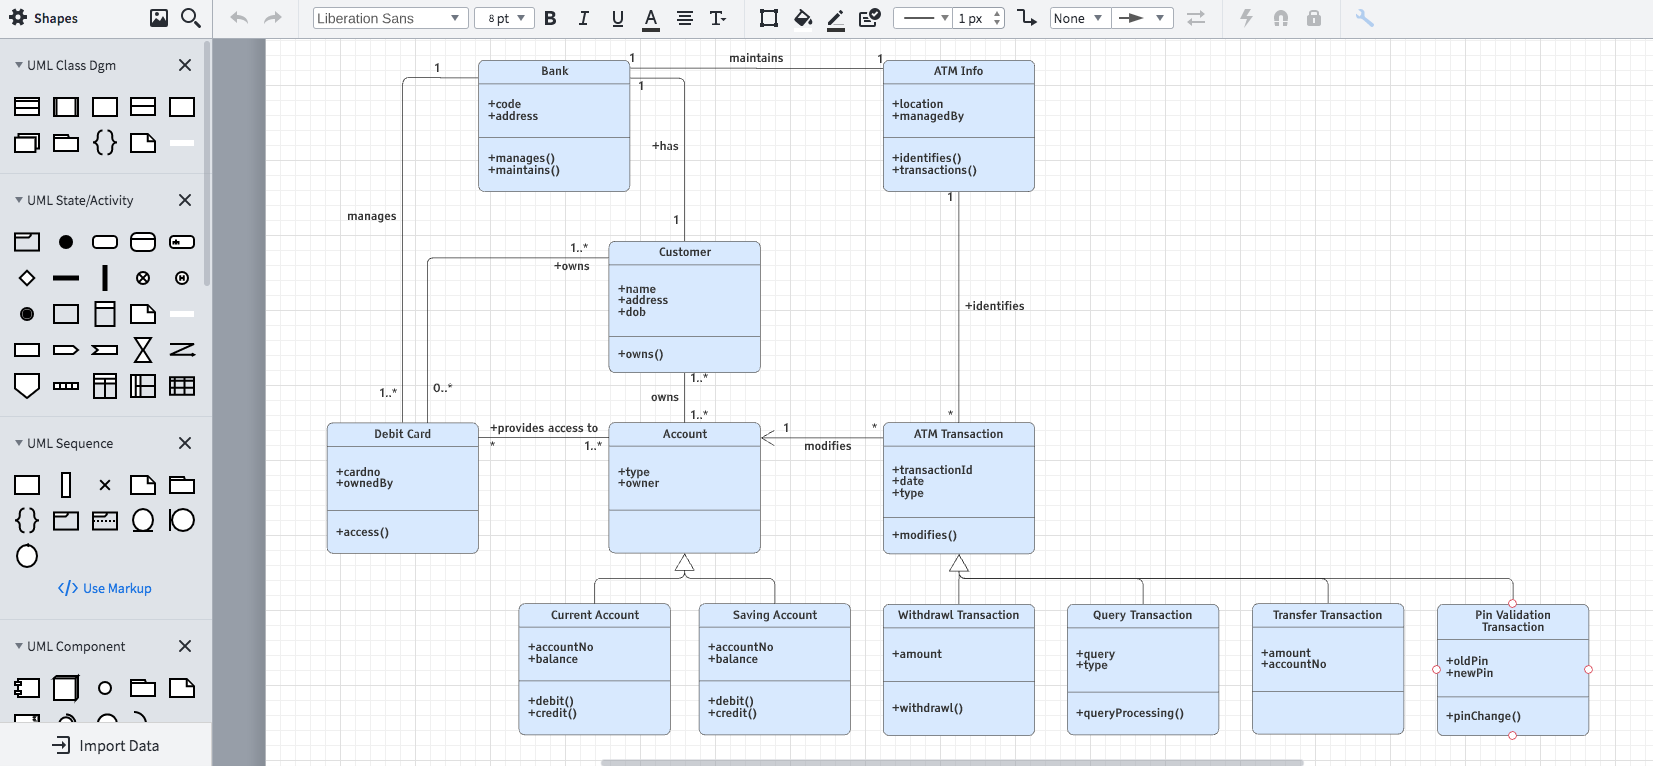 Shapes
Liberation Sans
8 pt
B
I
U
A
T
1 px
None
UML Class Dgm
UML State/Activity
UML Sequence
Use Markup
UML Component
Import Data
1
1
maintains
1
Bank
+code
+address
+manages()
+maintains()
1
ATM Info
+location
+managedBy
+identifies()
+transactions()
+has
1
manages
1
1..*
+owns
Customer
+name
+address
+dob
+owns()
+identifies
1..*
0..*
1..*
owns
1..*
*
Debit Card
+cardno
+ownedBy
+access()
+provides access to
*
1..*
Account
+type
+owner
1
*
modifies
ATM Transaction
+transactionId
+date
+type
+modifies()
Current Account
+accountNo
+balance
+debit()
+credit()
Saving Account
+accountNo
+balance
+debit()
+credit()
Withdrawl Transaction
+amount
+withdrawl()
Query Transaction
+query
+type
+queryProcessing()
Transfer Transaction
+amount
+accountNo
Pin Validation
Transaction
+oldPin
+newPin
+pinChange()